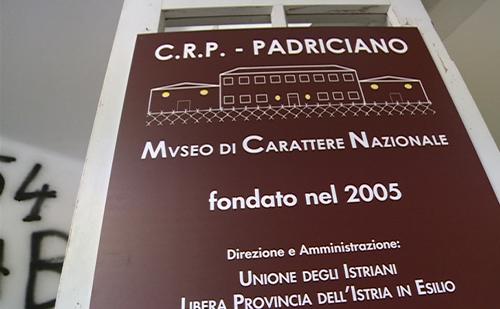 C.R.P. - PADRICIANO
MVSEO DI CARATTERE NAZIONALE
fondato nel 2005
Direzione e Amministrazione:
UNIONE DEGLI ISTRIANI
LIBERA PROVINCIA DELL'ISTRIA IN ESILIO
54